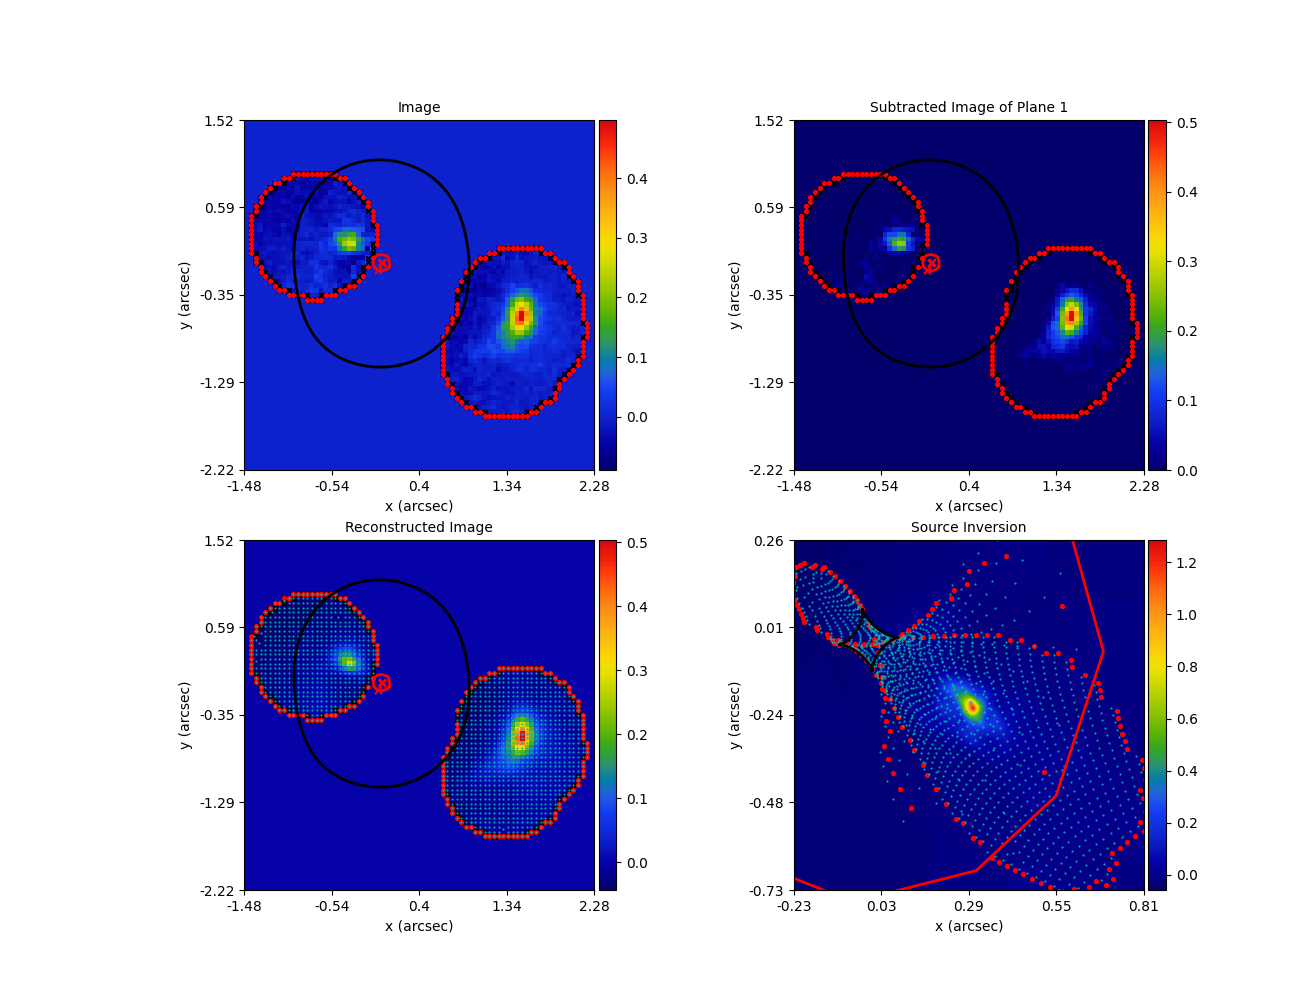 Image
1.52
0.59
-0.35
-1.29
-2.22
y (arcsec)
-1.48 -0.54 0.4 1.34 2.28
x (arcsec)
0.4
0.3
0.2
0.1
0.0
Subtracted Image of Plane 1
1.52
0.59
-0.35
-1.29
-2.22
y (arcsec)
-1.48 -0.54 0.4 1.34 2.28
x (arcsec)
0.5
0.4
0.3
0.2
0.1
0.0
Reconstructed Image
1.52
0.59
-0.35
-1.29
-2.22
y (arcsec)
-1.48 -0.54 0.4 1.34 2.28
x (arcsec)
0.5
0.4
0.3
0.2
0.1
0.0
Source Inversion
0.26
0.01
-0.24
-0.48
-0.73
y (arcsec)
-0.23 0.03 0.29 0.55 0.81
x (arcsec)
1.2
1.0
0.8
0.6
0.4
0.2
0.0